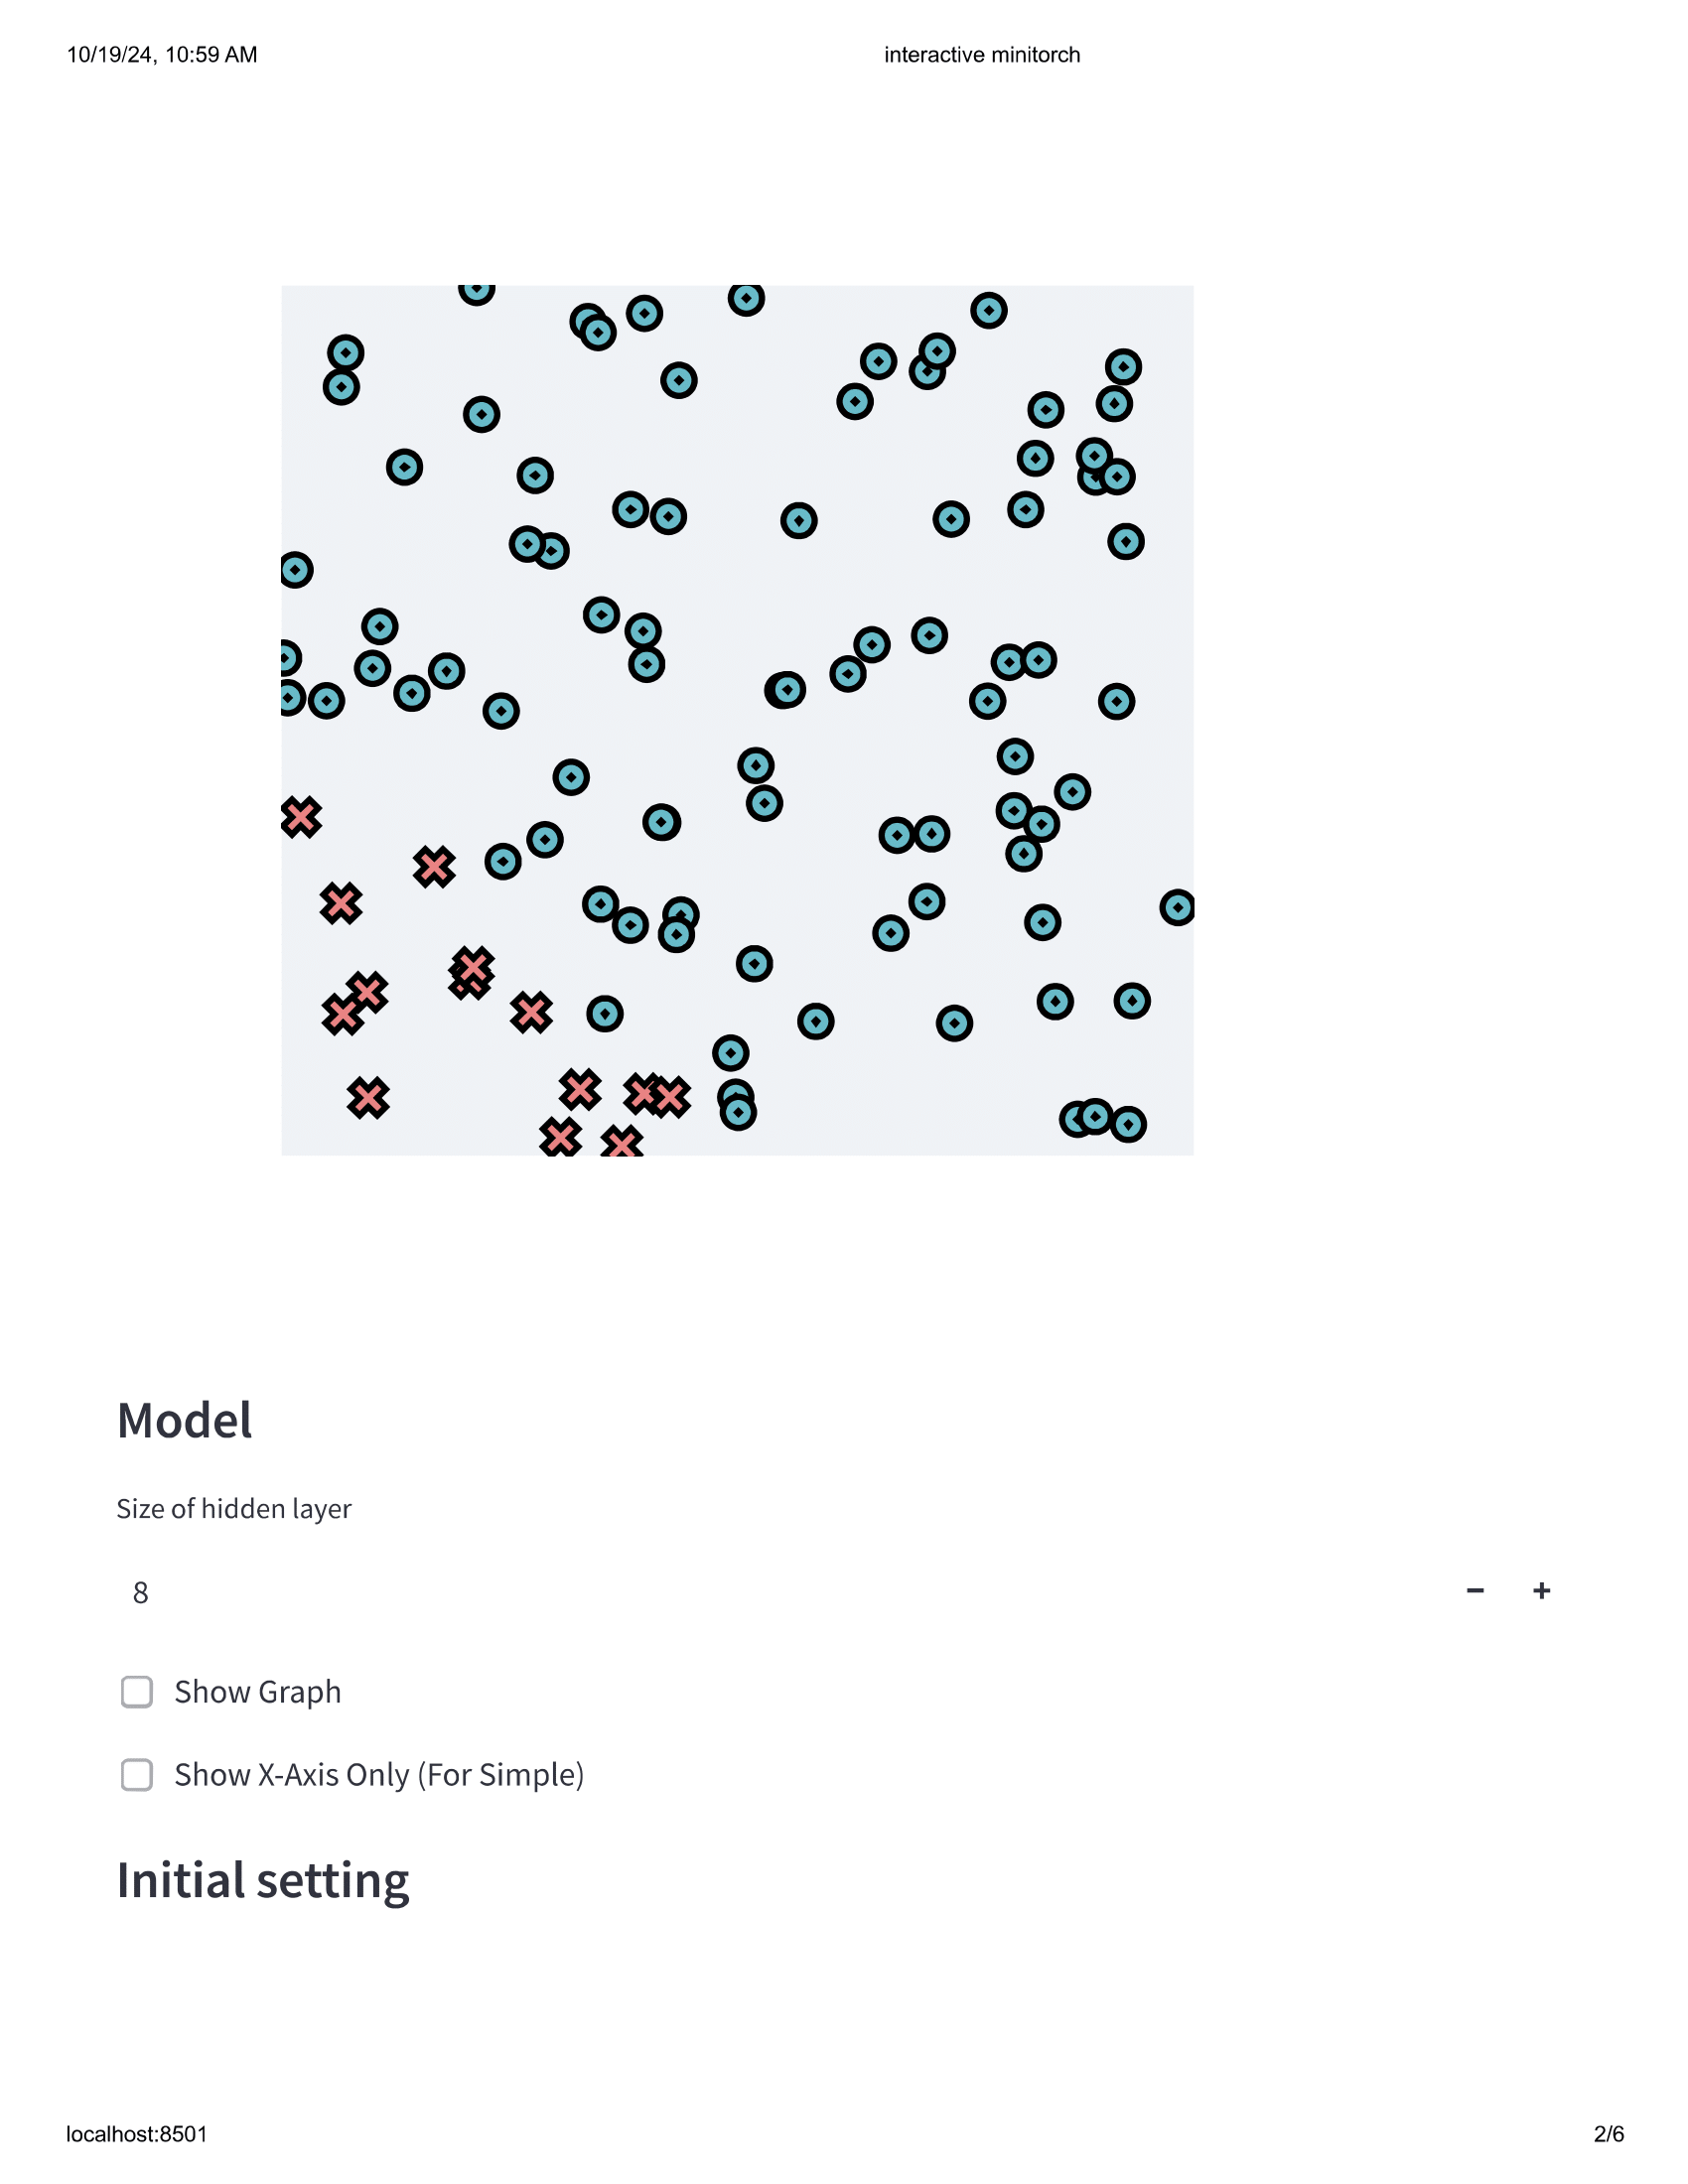 10/19/24, 10:59 AM interactive minitorch
Model
Size of hidden layer
8 − +
Show Graph
Show X-Axis Only (For Simple)
Initial setting
localhost:8501 2/6